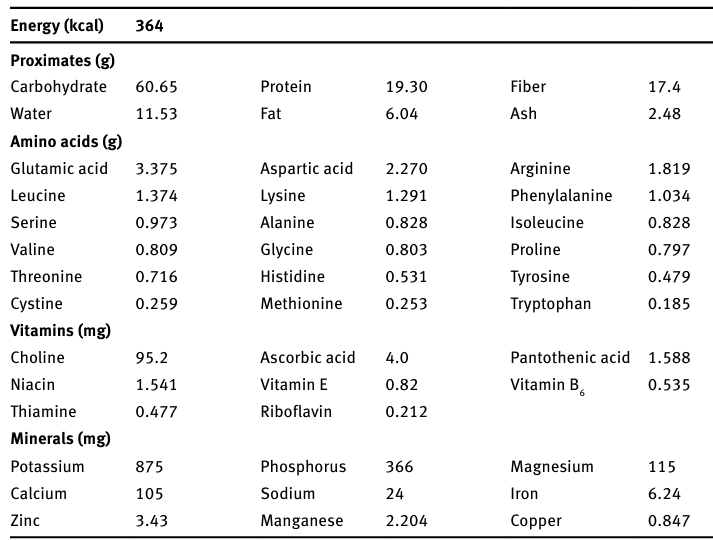 Energy (kcal) 364
Proximates (g)
Carbohydrate 60.65 Protein 19.30 Fiber 17.4
Water 11.53 Fat 6.04 Ash 2.48
Amino acids (g)
Glutamic acid 3.375 Aspartic acid 2.270 Arginine 1.819
Leucine 1.374 Lysine 1.291 Phenylalanine 1.034
Serine 0.973 Alanine 0.828 Isoleucine 0.828
Valine 0.809 Glycine 0.803 Proline 0.797
Threonine 0.716 Histidine 0.531 Tyrosine 0.479
Cystine 0.259 Methionine 0.253 Tryptophan 0.185
Vitamins (mg)
Choline 95.2 Ascorbic acid 4.0 Pantothenic acid 1.588
Niacin 1.541 Vitamin E 0.82 Vitamin B6 0.535
Thiamine 0.477 Riboflavin 0.212
Minerals (mg)
Potassium 875 Phosphorus 366 Magnesium 115
Calcium 105 Sodium 24 Iron 6.24
Zinc 3.43 Manganese 2.204 Copper 0.847